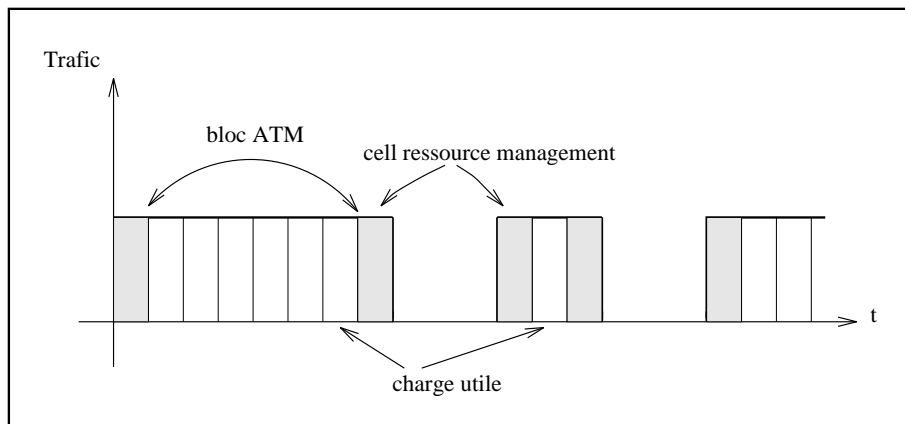 Trafic
bloc ATM
cell ressource management
t
charge utile